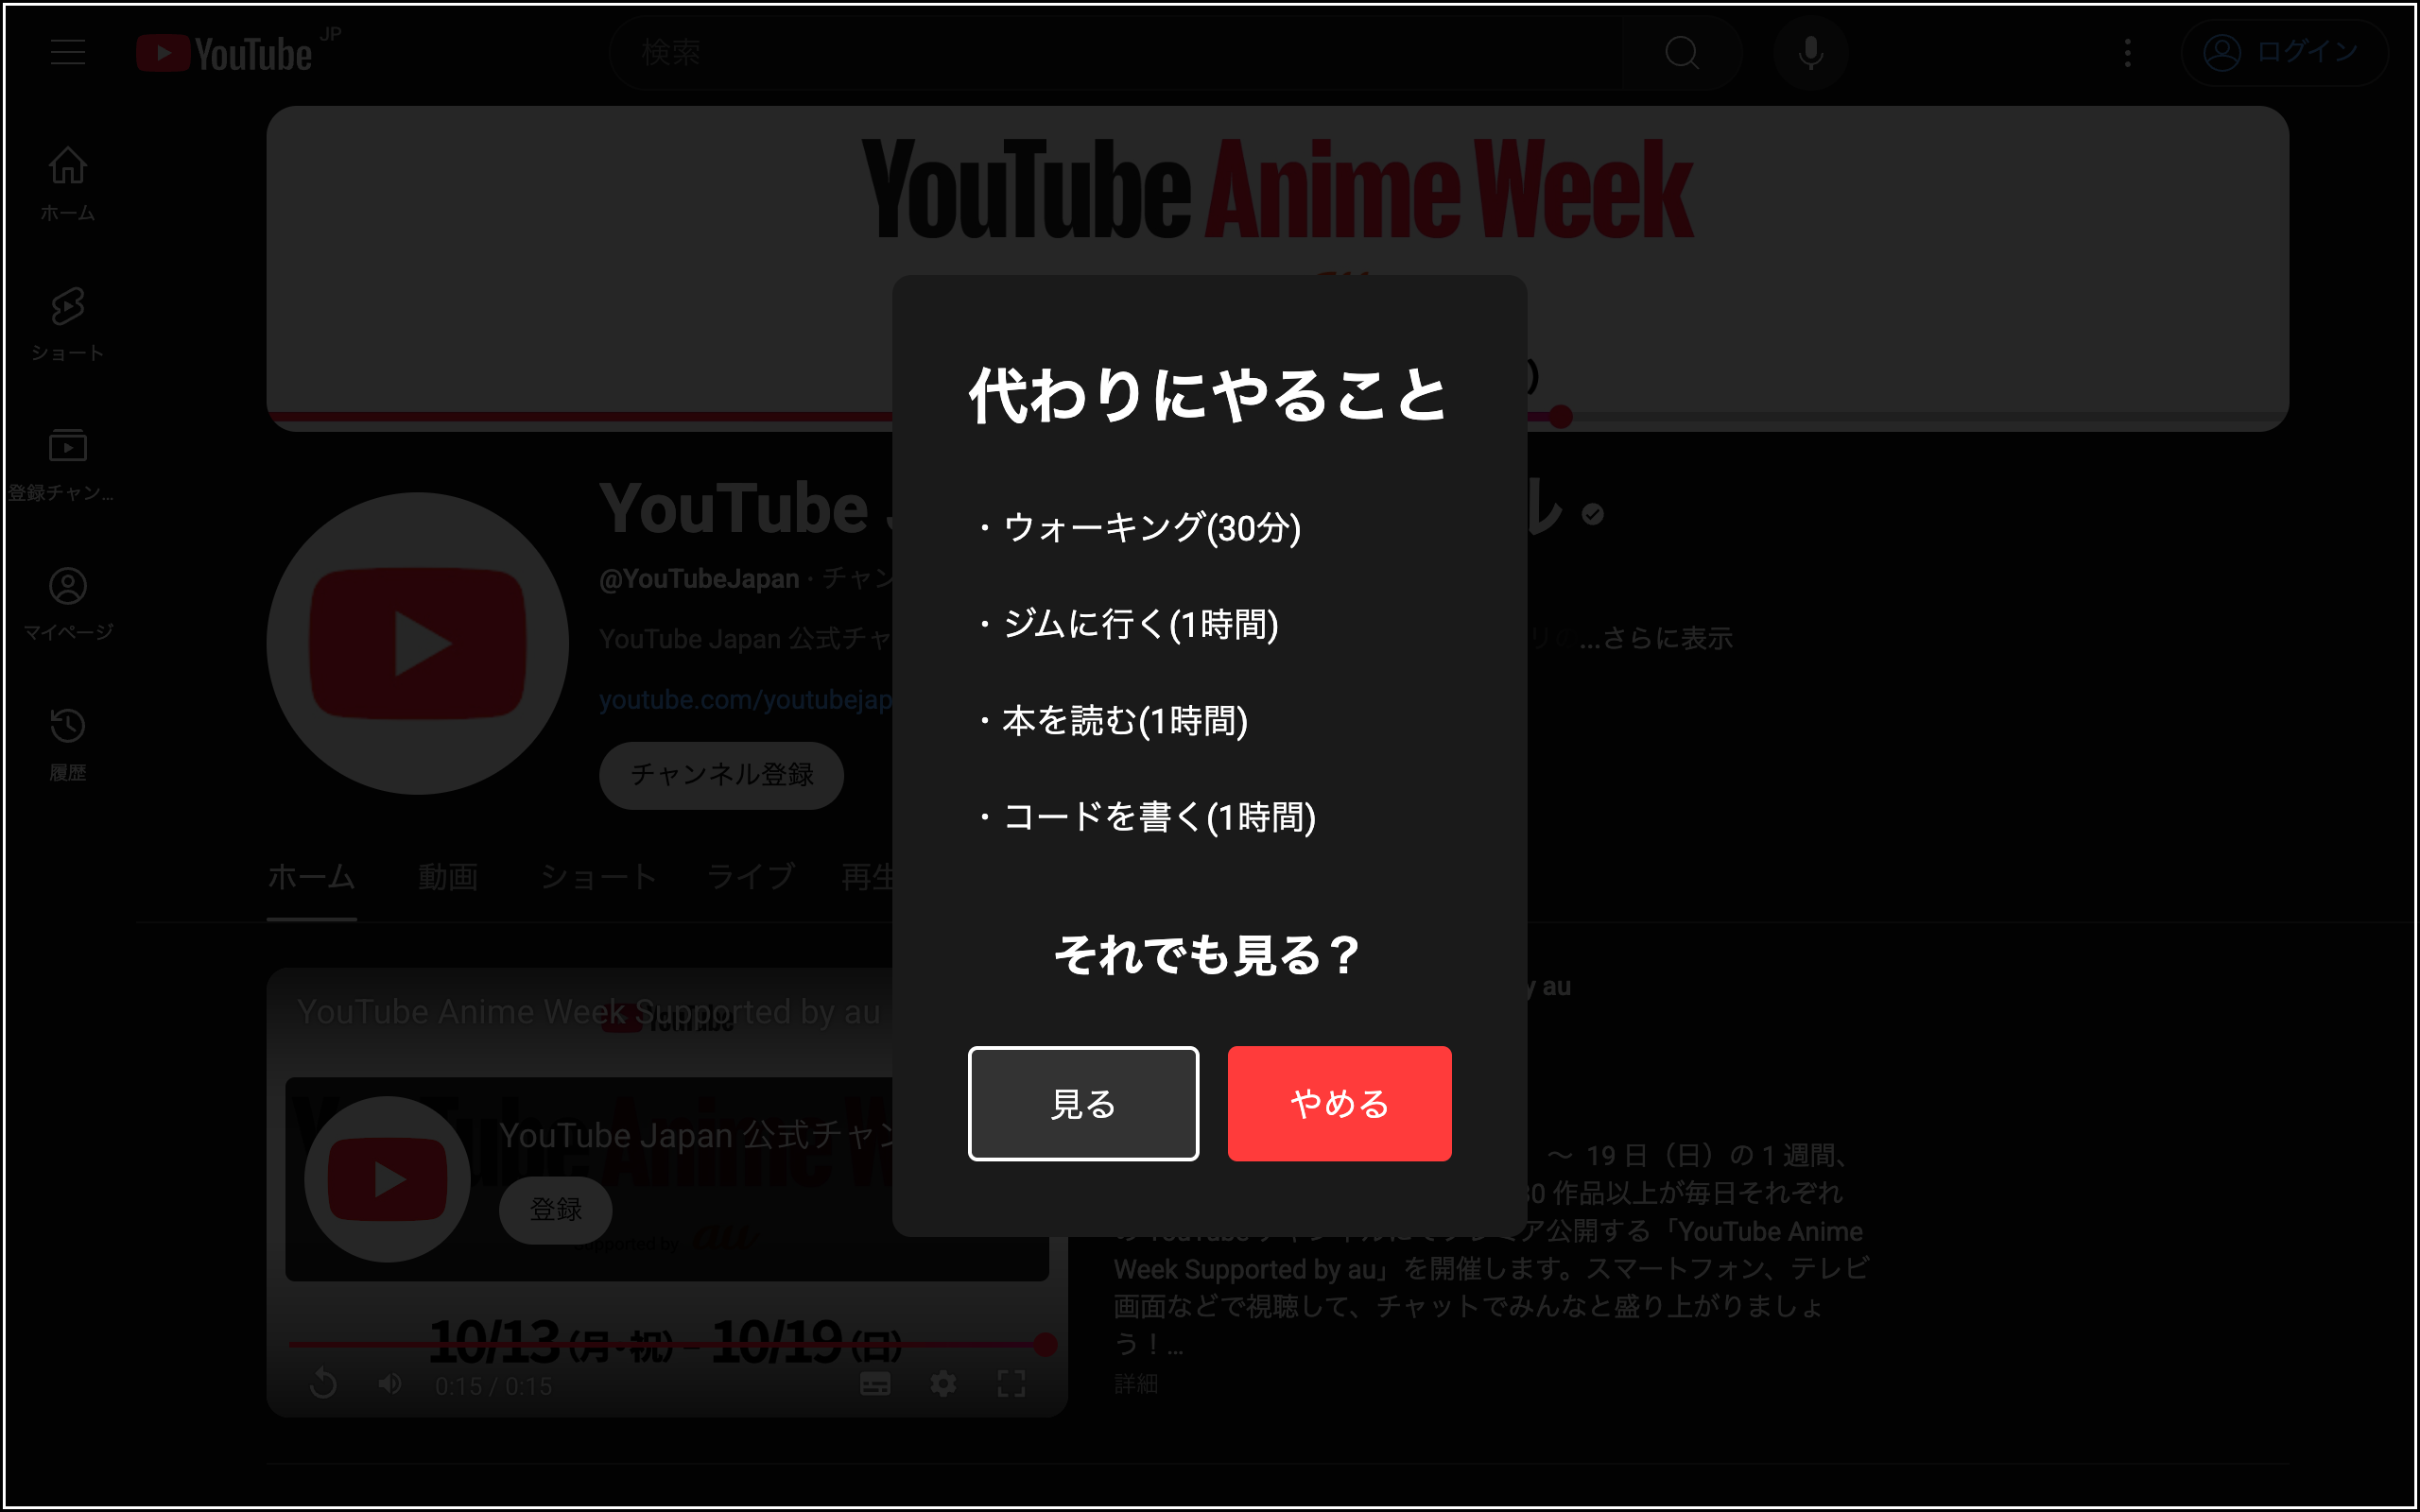 YouTube JP
検索
ログイン
ホーム
ショート
登録チャン...
マイページ
履歴
YouTube Anime Week
代わりにやること
・ウォーキング(30分)
・ジムに行く(1時間)
・本を読む(1時間)
・コードを書く(1時間)
それでも見る？
見る
やめる
YouTube
ル
@YouTubeJapan・チャン
YouTube Japan 公式チャ
...さらに表示
youtube.com/youtubejap
チャンネル登録
ホーム
動画
ショート
ライブ
再生
YouTube Anime Week Supported by au
YouTube Japan 公式チャン
登録
supported by au
10/13(月・祝) – 10/19(日)
0:15 / 0:15
y au
〜 19 日（日）の 1 週間、
30 作品以上が毎日それぞれ
ア公開する「YouTube Anime
Week Supported by au」を開催します。スマートフォン、テレビ
画面などで視聴して、チャットでみんなと盛り上がりましょ
う！...
詳細